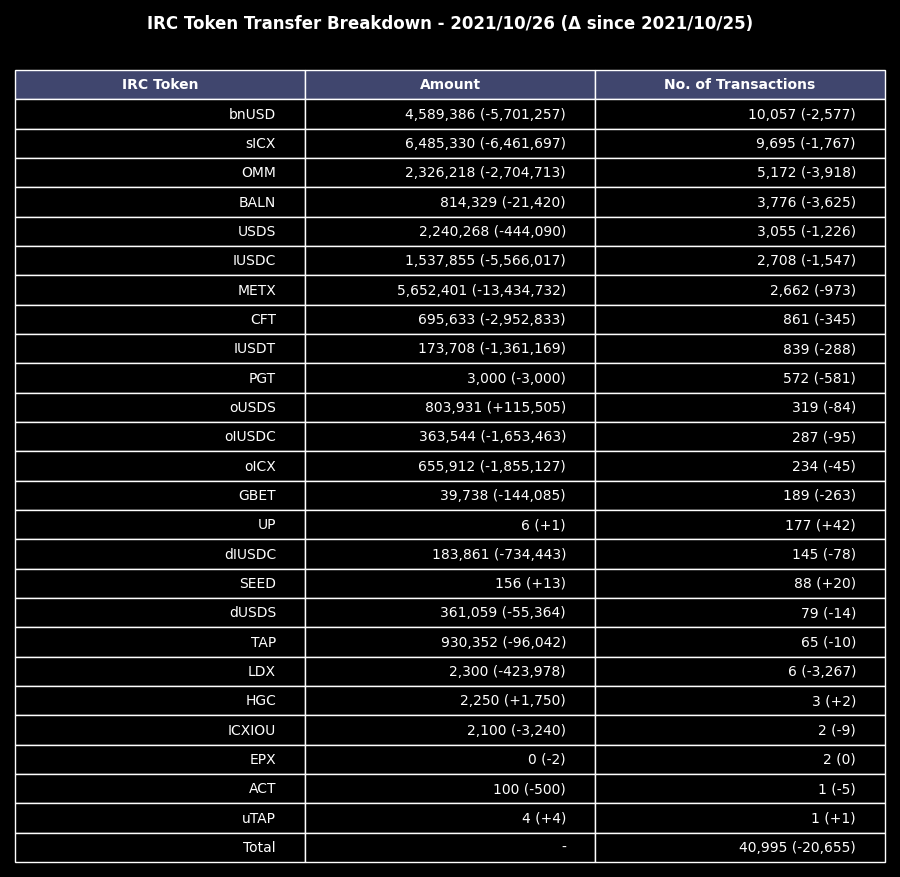 IRC Token Transfer Breakdown - 2021/10/26 (Δ since 2021/10/25)
IRC Token Amount No. of Transactions
bnUSD 4,589,386 (-5,701,257) 10,057 (-2,577)
sICX 6,485,330 (-6,461,697) 9,695 (-1,767)
OMM 2,326,218 (-2,704,713) 5,172 (-3,918)
BALN 814,329 (-21,420) 3,776 (-3,625)
USDS 2,240,268 (-444,090) 3,055 (-1,226)
IUSDC 1,537,855 (-5,566,017) 2,708 (-1,547)
METX 5,652,401 (-13,434,732) 2,662 (-973)
CFT 695,633 (-2,952,833) 861 (-345)
IUSDT 173,708 (-1,361,169) 839 (-288)
PGT 3,000 (-3,000) 572 (-581)
oUSDS 803,931 (+115,505) 319 (-84)
oIUSDC 363,544 (-1,653,463) 287 (-95)
oICX 655,912 (-1,855,127) 234 (-45)
GBET 39,738 (-144,085) 189 (-263)
UP 6 (+1) 177 (+42)
dIUSDC 183,861 (-734,443) 145 (-78)
SEED 156 (+13) 88 (+20)
dUSDS 361,059 (-55,364) 79 (-14)
TAP 930,352 (-96,042) 65 (-10)
LDX 2,300 (-423,978) 6 (-3,267)
HGC 2,250 (+1,750) 3 (+2)
ICXIOU 2,100 (-3,240) 2 (-9)
EPX 0 (-2) 2 (0)
ACT 100 (-500) 1 (-5)
uTAP 4 (+4) 1 (+1)
Total - 40,995 (-20,655)